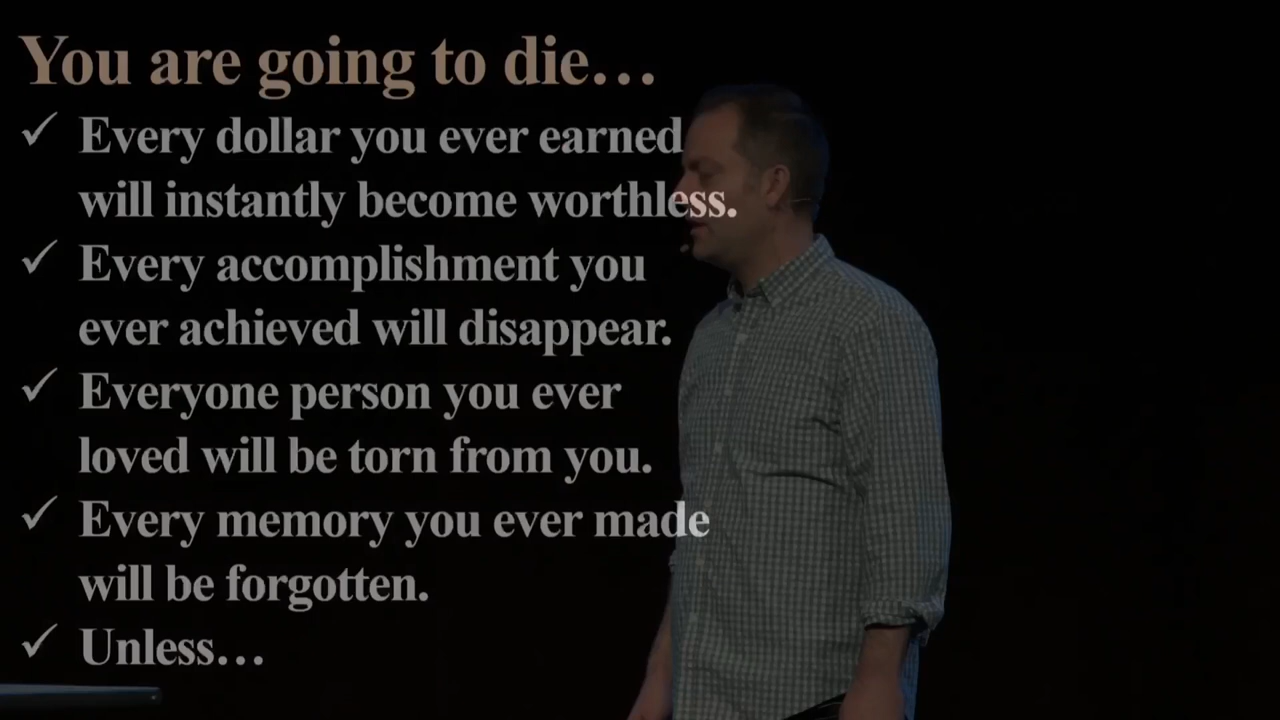 You are going to die…
✓ Every dollar you ever earned
will instantly become worthless.
✓ Every accomplishment you
ever achieved will disappear.
✓ Everyone person you ever
loved will be torn from you.
✓ Every memory you ever made
will be forgotten.
✓ Unless…